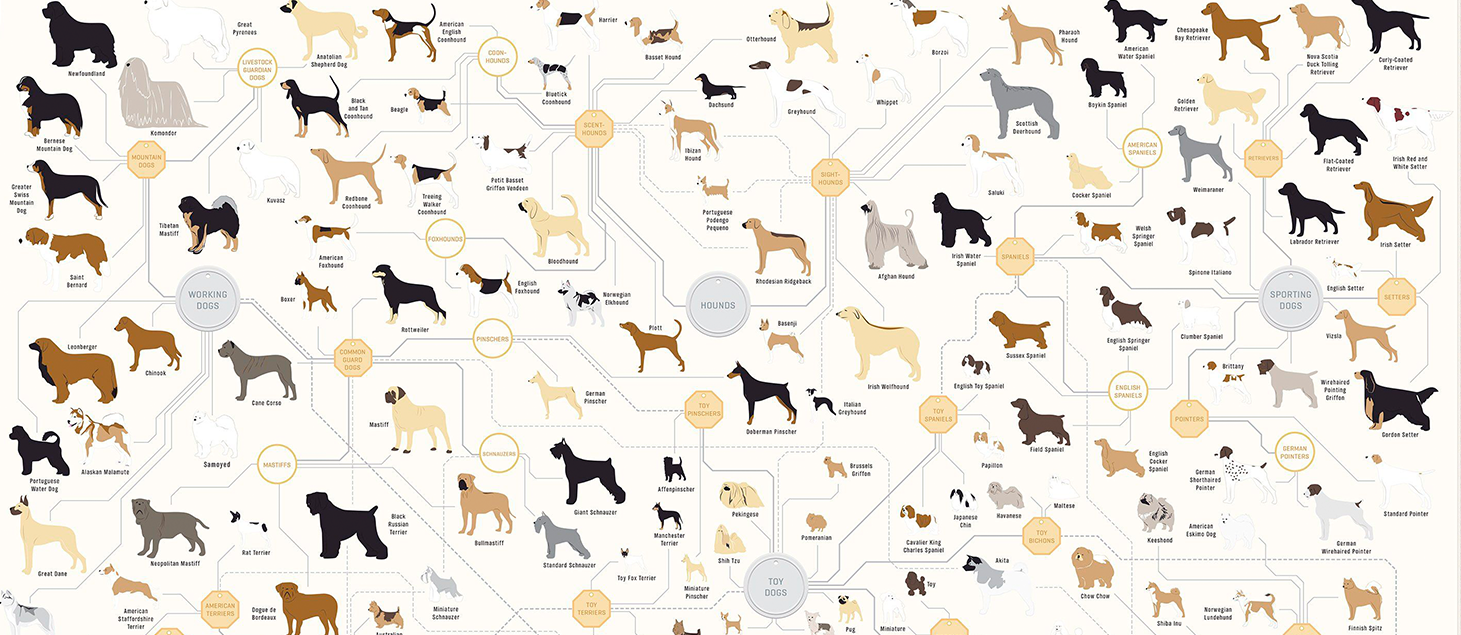 Newfoundland
Great
Pyrenees
LIVESTOCK
GUARDIAN
DOGS
Anatolian
Shepherd Dog
American
English
Coonhound
COON-
HOUNDS
Harrier
Basset Hound
Otterhound
Borzoi
Pharaoh
Hound
American
Water Spaniel
Chesapeake
Bay Retriever
Nova Scotia
Duck Tolling
Retriever
Curly-Coated
Retriever
Bernese
Mountain Dog
Komondor
Black
and Tan
Coonhound
Beagle
Bluetick
Coonhound
Dachsund
Greyhound
Whippet
Scottish
Deerhound
Boykin Spaniel
Golden
Retriever
Flat-Coated
Retriever
Irish Red and
White Setter
MOUNTAIN
DOGS
SCENT-
HOUNDS
Ibizan
Hound
SIGHT-
HOUNDS
AMERICAN
SPANIELS
RETRIEVERS
Greater
Swiss
Mountain
Dog
Kuvasz
Redbone
Coonhound
Treeing
Walker
Coonhound
Petit Basset
Griffon Vendeen
Portuguese
Podengo
Pequeno
Saluki
Cocker Spaniel
Weimaraner
Tibetan
Mastiff
FOXHOUNDS
Bloodhound
Rhodesian Ridgeback
Afghan Hound
Irish Water
Spaniel
SPANIELS
Welsh
Springer
Spaniel
Spinone Italiano
Labrador Retriever
Irish Setter
Saint
Bernard
American
Foxhound
WORKING
DOGS
Boxer
Rottweiler
English
Foxhound
Norwegian
Elkhound
HOUNDS
SPORTING
DOGS
English Setter
SETTERS
Leonberger
Chinook
Cane Corso
COMMON
GUARD
DOGS
PINSCHERS
Plott
Basenji
Irish Wolfhound
Sussex Spaniel
English Springer
Spaniel
Clumber Spaniel
Vizsla
Mastiff
German
Pinscher
TOY
PINSCHERS
Doberman Pinscher
Italian
Greyhound
English Toy Spaniel
TOY
SPANIELS
ENGLISH
SPANIELS
Brittany
Wirehaired
Pointing
Griffon
POINTERS
Gordon Setter
Portuguese
Water Dog
Alaskan Malamute
Samoyed
MASTIFFS
SCHNAUZERS
Giant Schnauzer
Affenpinscher
Brussels
Griffon
Papillon
Field Spaniel
English
Cocker
Spaniel
German
Shorthaired
Pointer
GERMAN
POINTERS
Standard Pointer
Great Dane
Neopolitan Mastiff
Rat Terrier
Black
Russian
Terrier
Bullmastiff
Standard Schnauzer
Manchester
Terrier
Pekingese
Pomeranian
Cavalier King
Charles Spaniel
Japanese
Chin
Havanese
Maltese
TOY
BICHONS
Keeshond
American
Eskimo Dog
German
Wirehaired Pointer
American
Staffordshire
Terrier
AMERICAN
TERRIERS
Dogue de
Bordeaux
Australian
Miniature
Schnauzer
Toy Fox Terrier
TOY
TERRIERS
Miniature
Pinscher
Shih Tzu
TOY
DOGS
Pug
Toy
Miniature
Akita
Chow Chow
Shiba Inu
Norwegian
Lundehund
Finnish Spitz